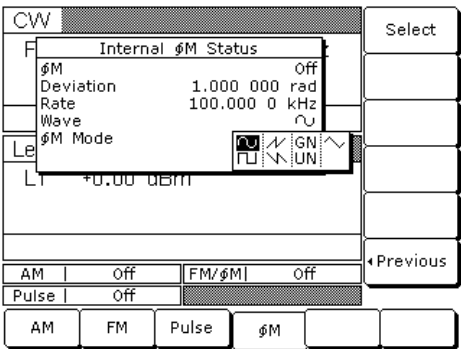 CW
Select
F
z
Internal ϕM Status
ϕM Off
Deviation 1.000 000 rad
Rate 100.000 0 kHz
Wave
ϕM Mode
GN
UN
Le
L1 +0.00 dBm
Previous
AM Off
FM/ϕM Off
Pulse Off
AM
FM
Pulse
ϕM